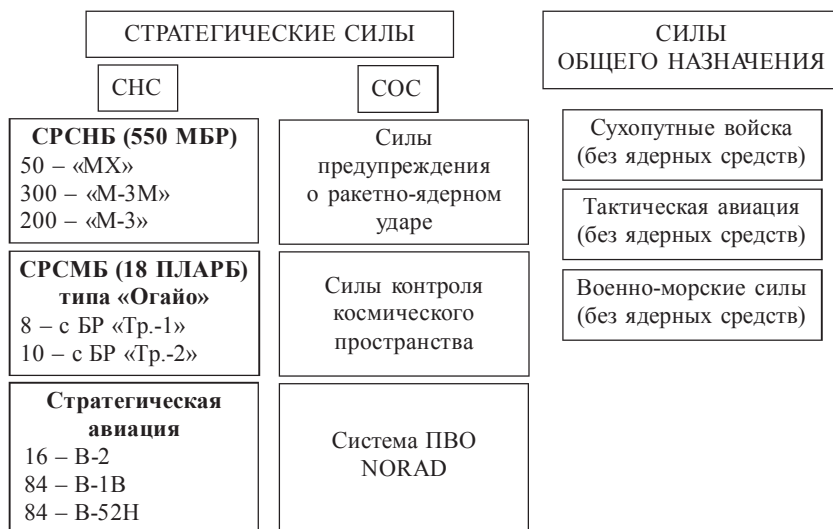 СТРАТЕГИЧЕСКИЕ СИЛЫ
СНС
СРСНБ (550 МБР)
50 – «МХ»
300 – «М-3М»
200 – «М-3»
СРСМБ (18 ПЛАРБ)
типа «Огайо»
8 – с БР «Тр.-1»
10 – с БР «Тр.-2»
Стратегическая
авиация
16 – В-2
84 – В-1В
84 – В-52Н
СОС
Силы
предупреждения
о ракетно-ядерном
ударе
Силы контроля
космического
пространства
Система ПВО
NORAD
СИЛЫ
ОБЩЕГО НАЗНАЧЕНИЯ
Сухопутные войска
(без ядерных средств)
Тактическая авиация
(без ядерных средств)
Военно-морские силы
(без ядерных средств)